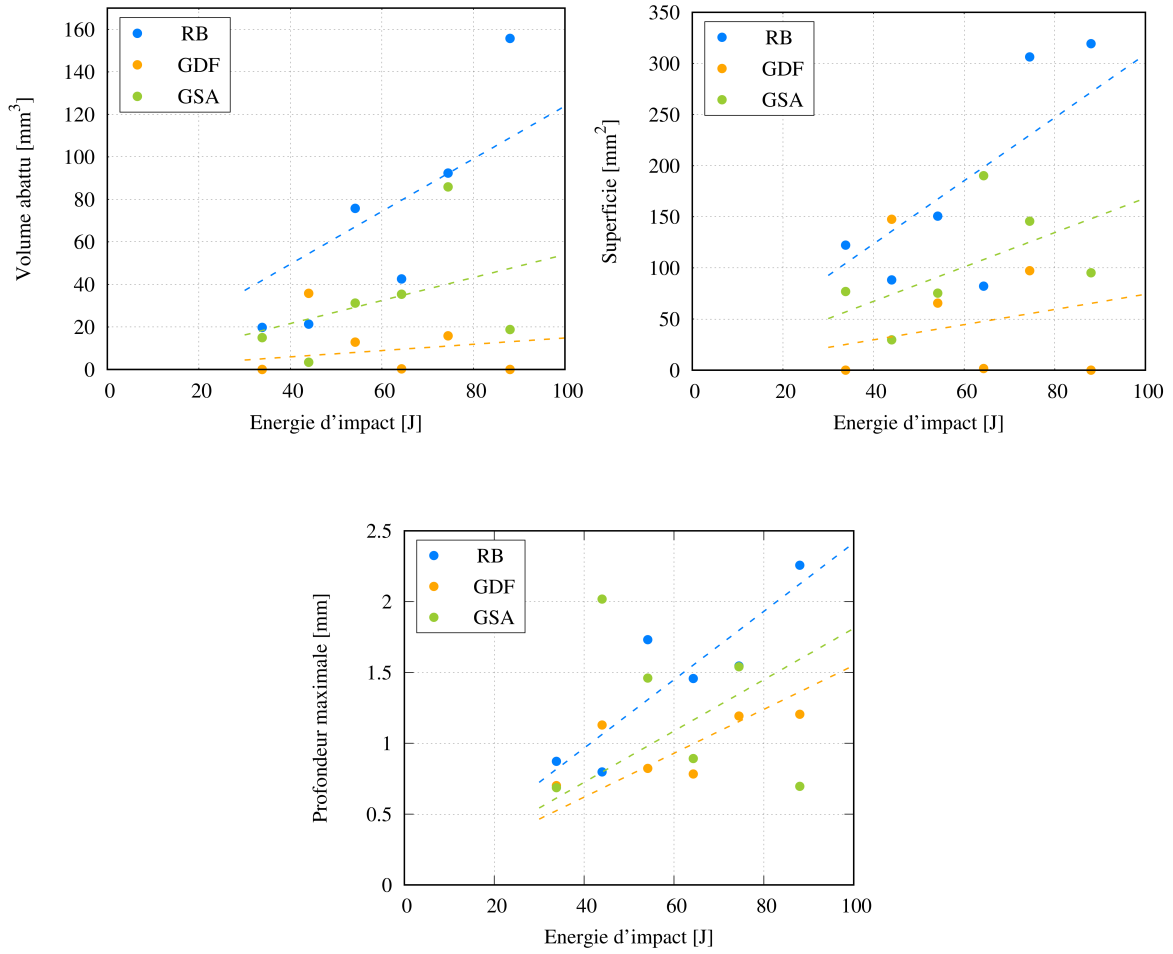 Volume abattu [mm³]
160
140
120
100
80
60
40
20
0
RB
GDF
GSA
0 20 40 60 80 100
Energie d'impact [J]
Superficie [mm²]
350
300
250
200
150
100
50
0
RB
GDF
GSA
0 20 40 60 80 100
Energie d'impact [J]
Profondeur maximale [mm]
2.5
2
1.5
1
0.5
0
RB
GDF
GSA
0 20 40 60 80 100
Energie d'impact [J]